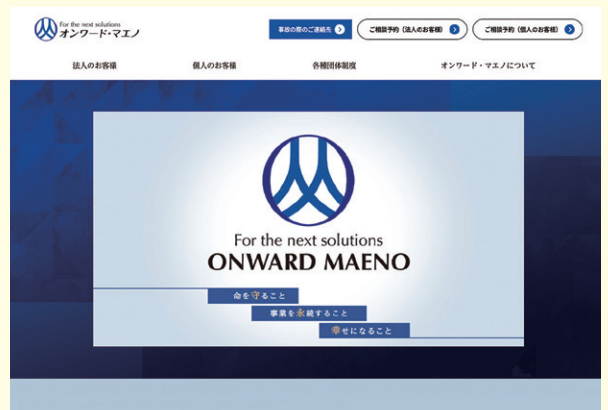 For the next solutions
オンワード・マエノ
事故の際のご連絡先
ご相談予約（法人のお客様）
ご相談予約（個人のお客様）
法人のお客様
個人のお客様
各種団体制度
オンワード・マエノについて
For the next solutions
ONWARD MAENO
命を守ること
事業を永続すること
幸せになること